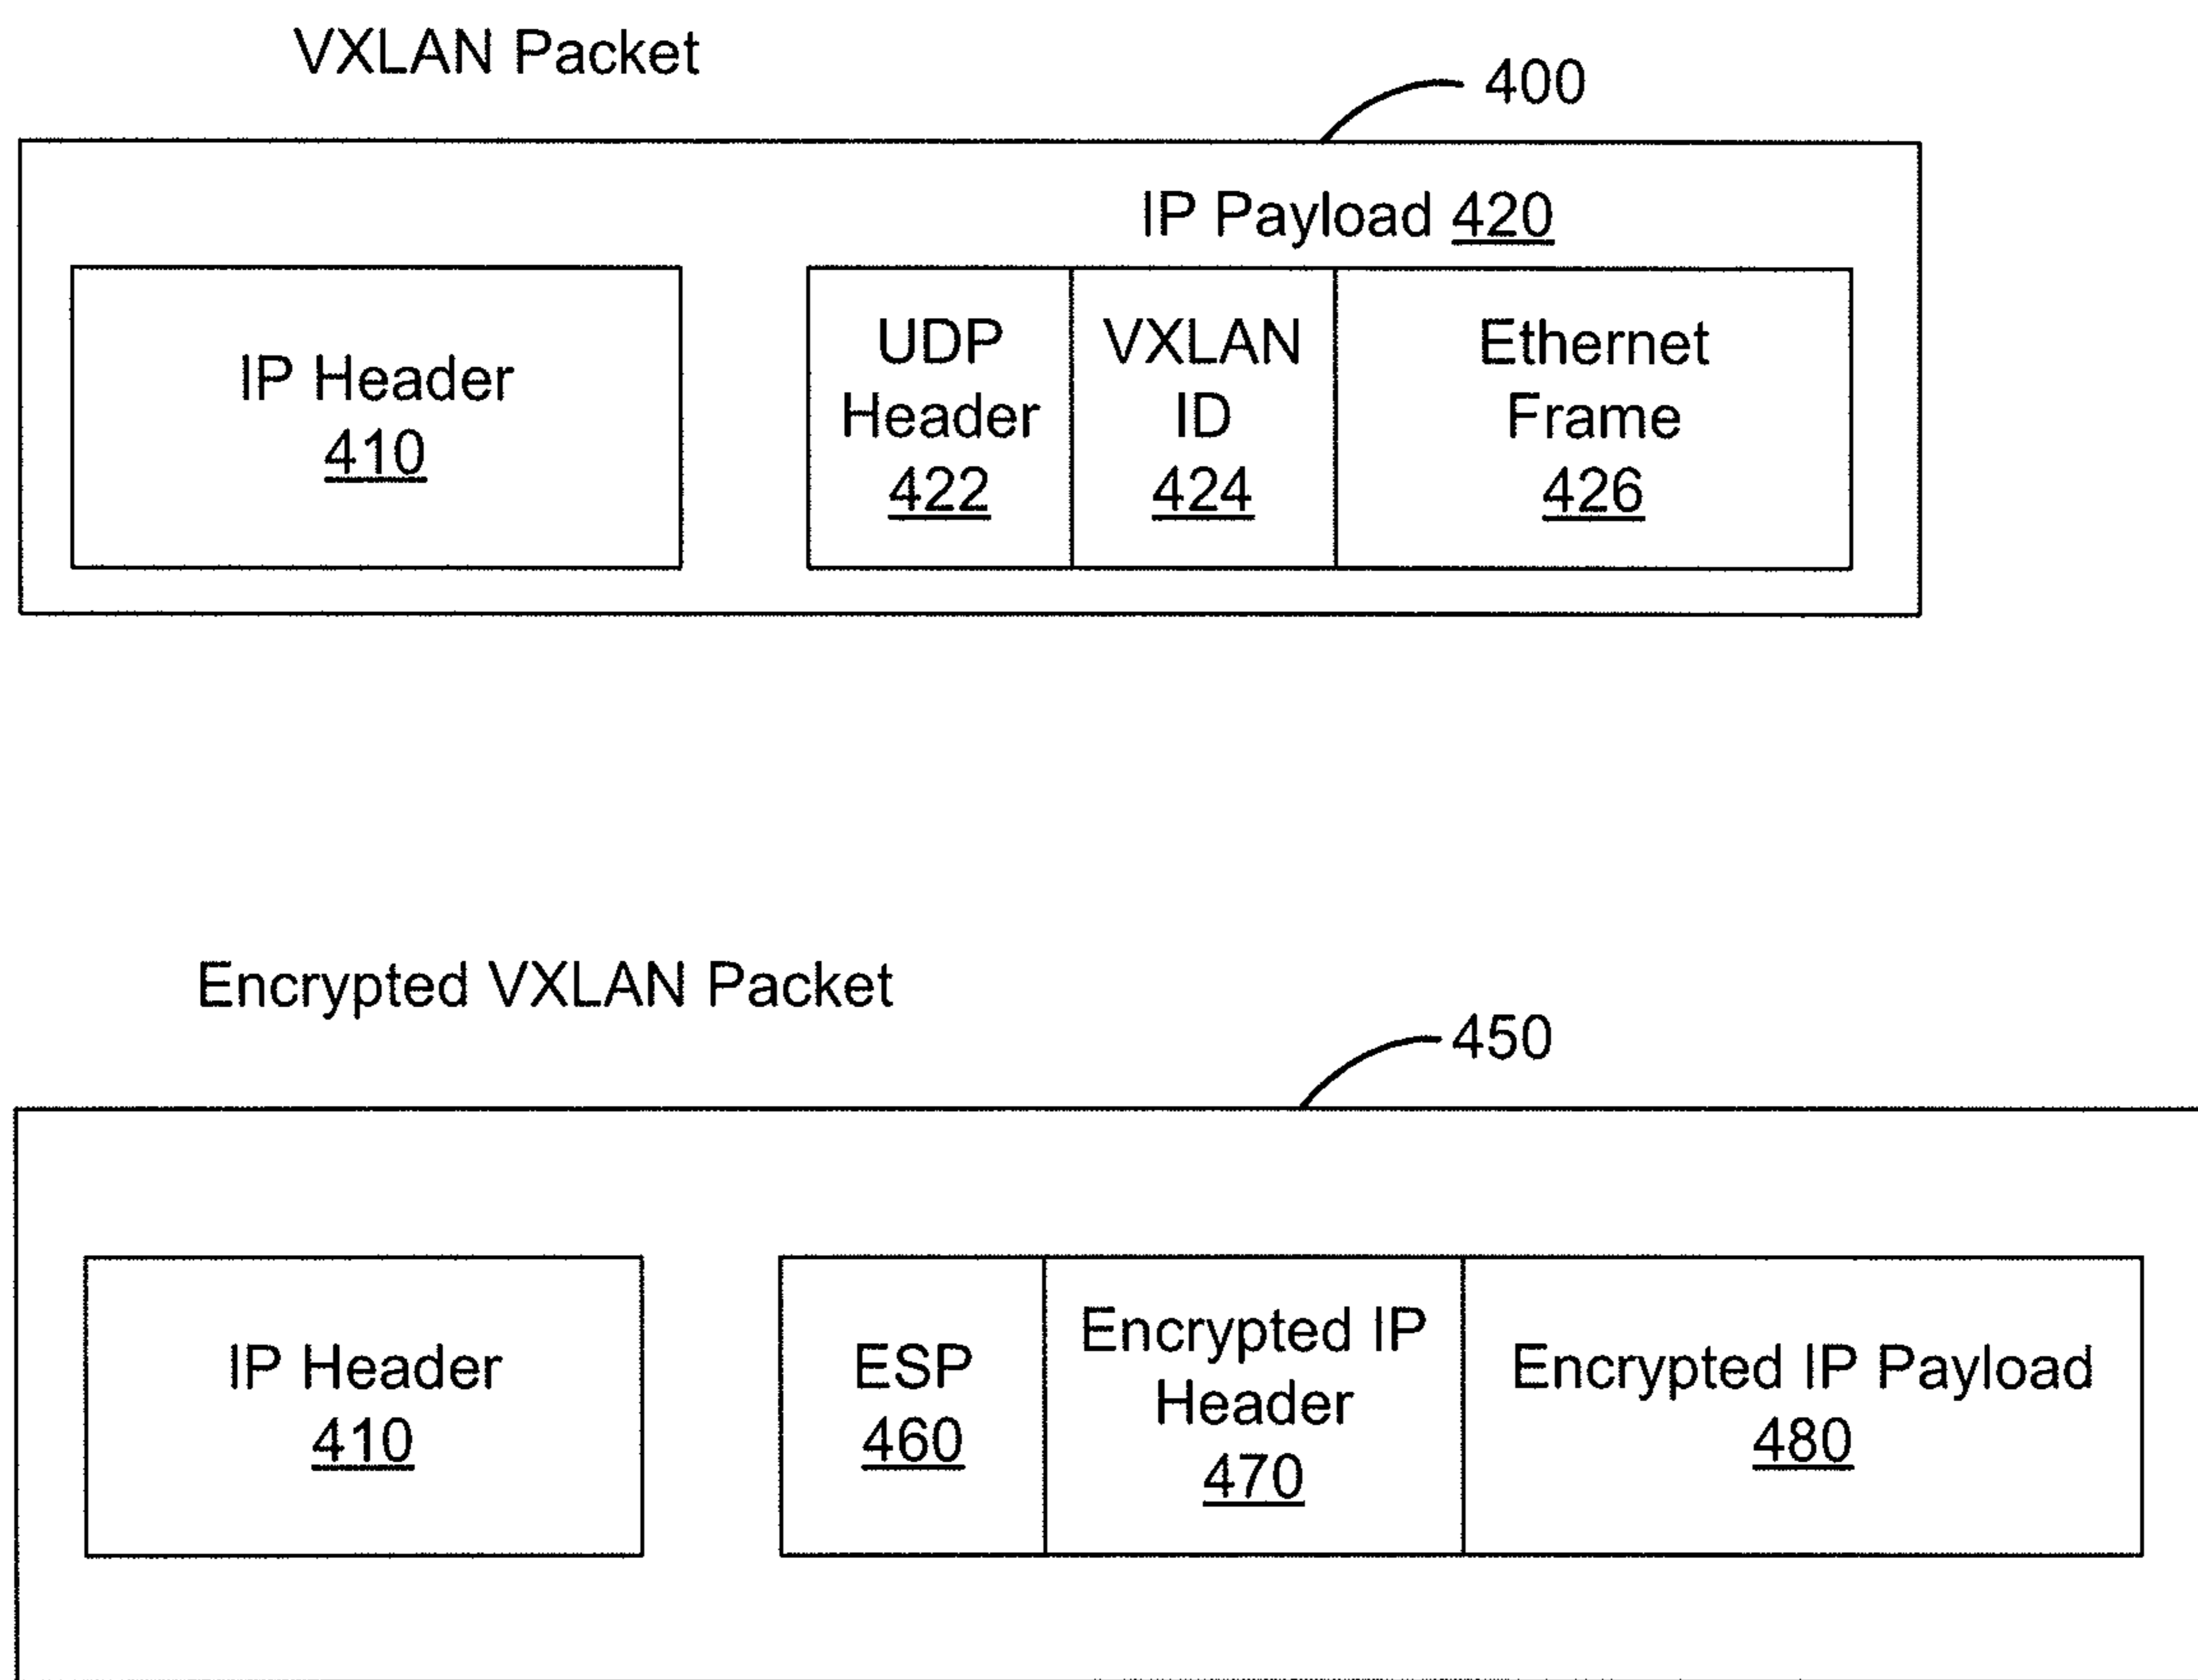 VXLAN Packet
400
IP Payload 420
IP Header
410
UDP
Header
422
VXLAN
ID
424
Ethernet
Frame
426
Encrypted VXLAN Packet
450
IP Header
410
ESP
460
Encrypted IP
Header
470
Encrypted IP Payload
480